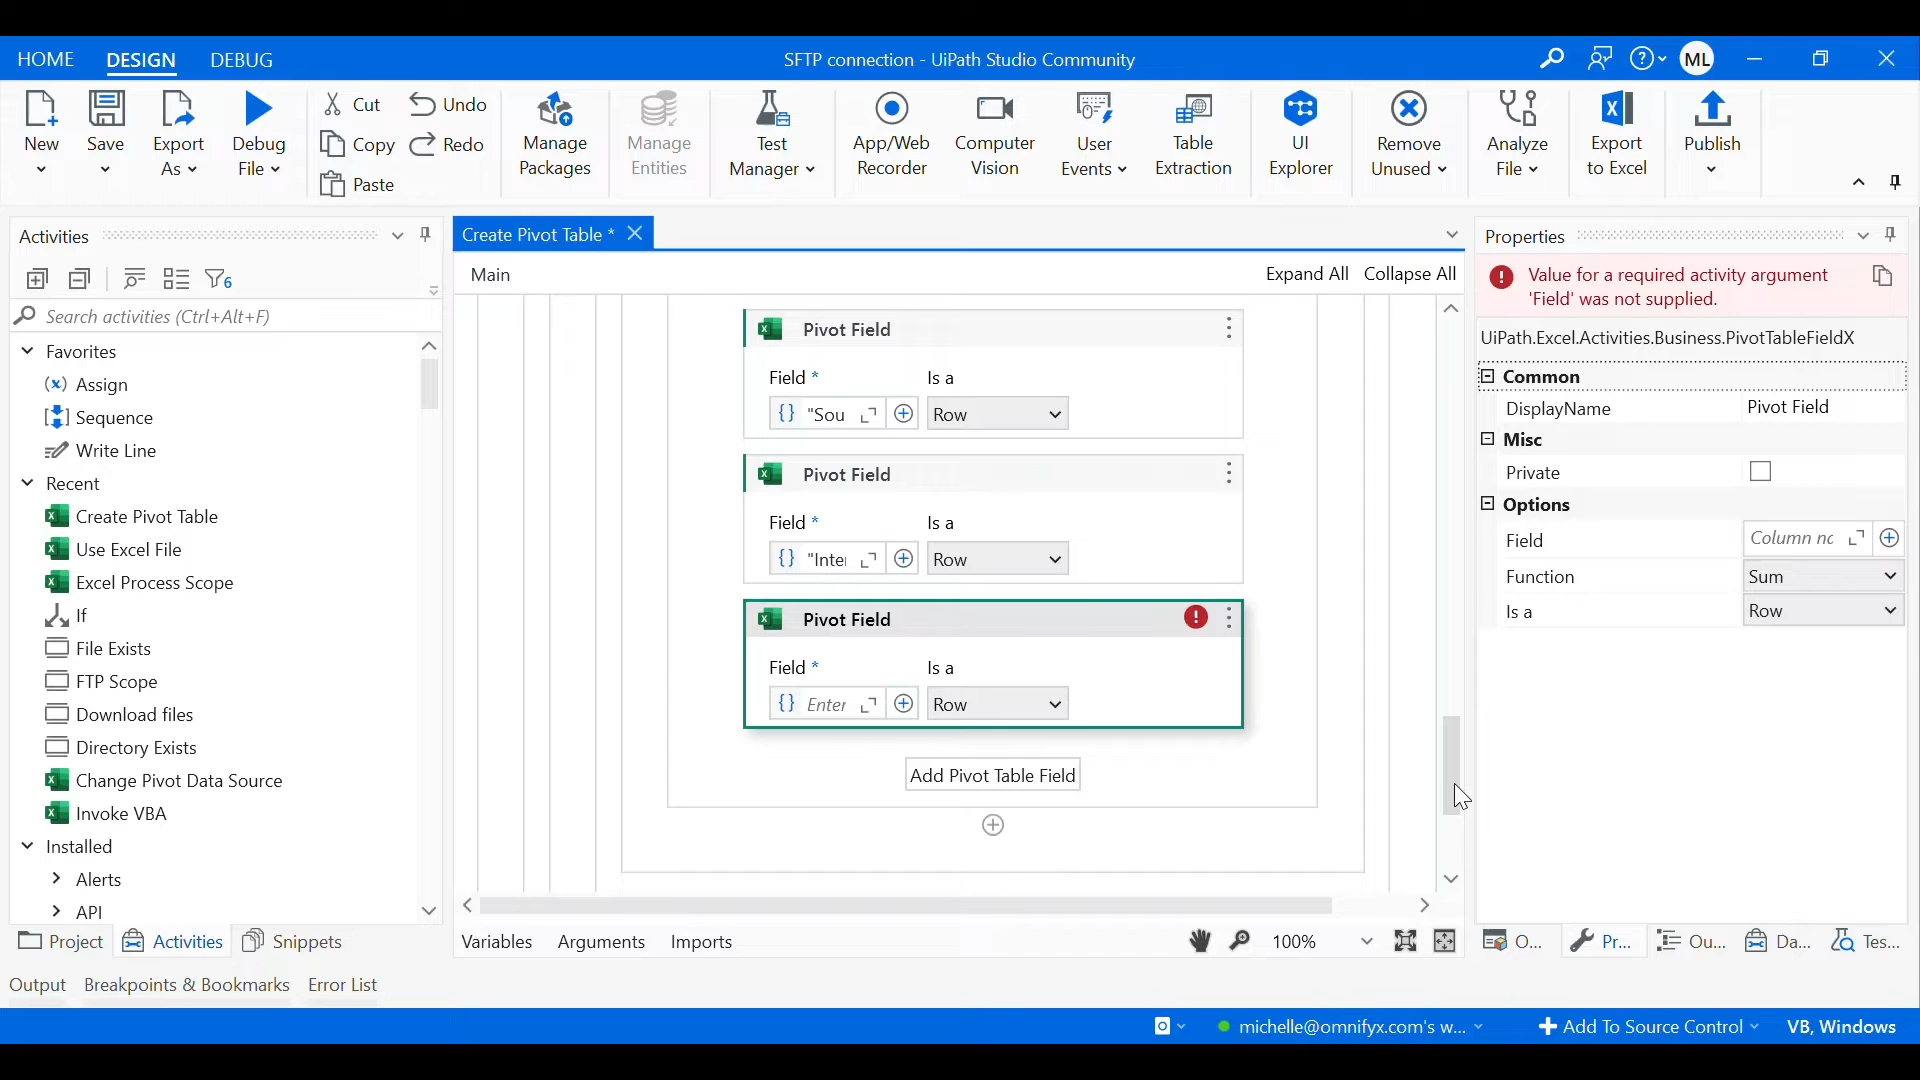 HOME DESIGN DEBUG SFTP connection - UiPath Studio Community ML
New Save Export As Debug File Cut Copy Paste Undo Redo Manage Packages Manage Entities Test Manager App/Web Recorder Computer Vision User Events Table Extraction UI Explorer Remove Unused Analyze File Export to Excel Publish
Activities
6
Search activities (Ctrl+Alt+F)
Favorites
Assign
Sequence
Write Line
Recent
Create Pivot Table
Use Excel File
Excel Process Scope
If
File Exists
FTP Scope
Download files
Directory Exists
Change Pivot Data Source
Invoke VBA
Installed
Alerts
API
Project Activities Snippets
Create Pivot Table *
Main Expand All Collapse All
Pivot Field
Field * Is a
"Sou Row
Pivot Field
Field * Is a
"Inter Row
Pivot Field
Field * Is a
Enter Row
Add Pivot Table Field
Variables Arguments Imports 100%
Properties
Value for a required activity argument
'Field' was not supplied.
UiPath.Excel.Activities.Business.PivotTableFieldX
Common
DisplayName Pivot Field
Misc
Private
Options
Field Column nc
Function Sum
Is a Row
O... Pr... Ou... Da... Tes...
Output Breakpoints & Bookmarks Error List
michelle@omnifyx.com's w... Add To Source Control VB, Windows